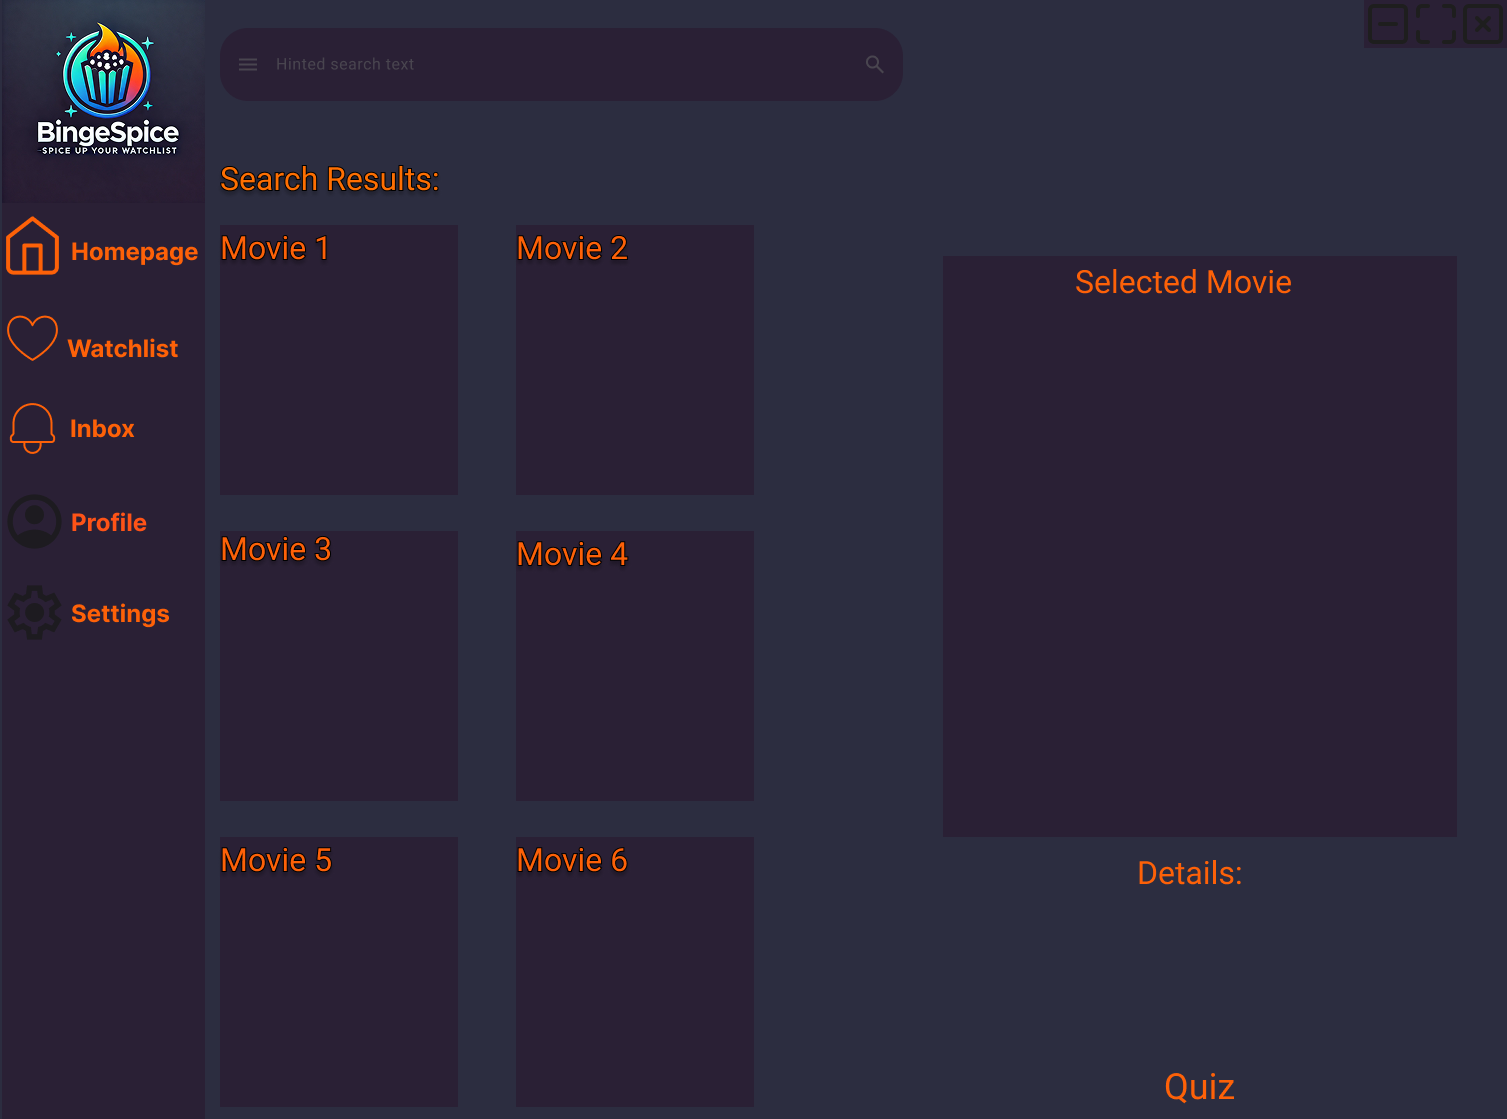 BingeSpice
SPICE UP YOUR WATCHLIST
Homepage
Watchlist
Inbox
Profile
Settings
Hinted search text
Search Results:
Movie 1
Movie 2
Movie 3
Movie 4
Movie 5
Movie 6
Selected Movie
Details:
Quiz